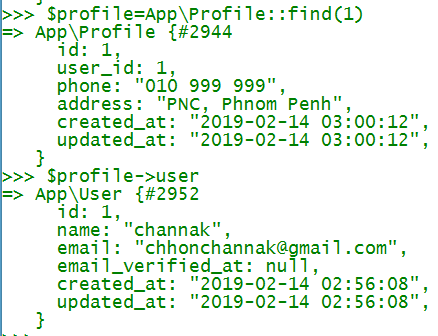 >>> $profile=App\Profile::find(1)
=> App\Profile {#2944
     id: 1,
     user_id: 1,
     phone: "010 999 999",
     address: "PNC, Phnom Penh",
     created_at: "2019-02-14 03:00:12",
     updated_at: "2019-02-14 03:00:12",
   }
>>> $profile->user
=> App\User {#2952
     id: 1,
     name: "channak",
     email: "chhonchannak@gmail.com",
     email_verified_at: null,
     created_at: "2019-02-14 02:56:08",
     updated_at: "2019-02-14 02:56:08",
   }